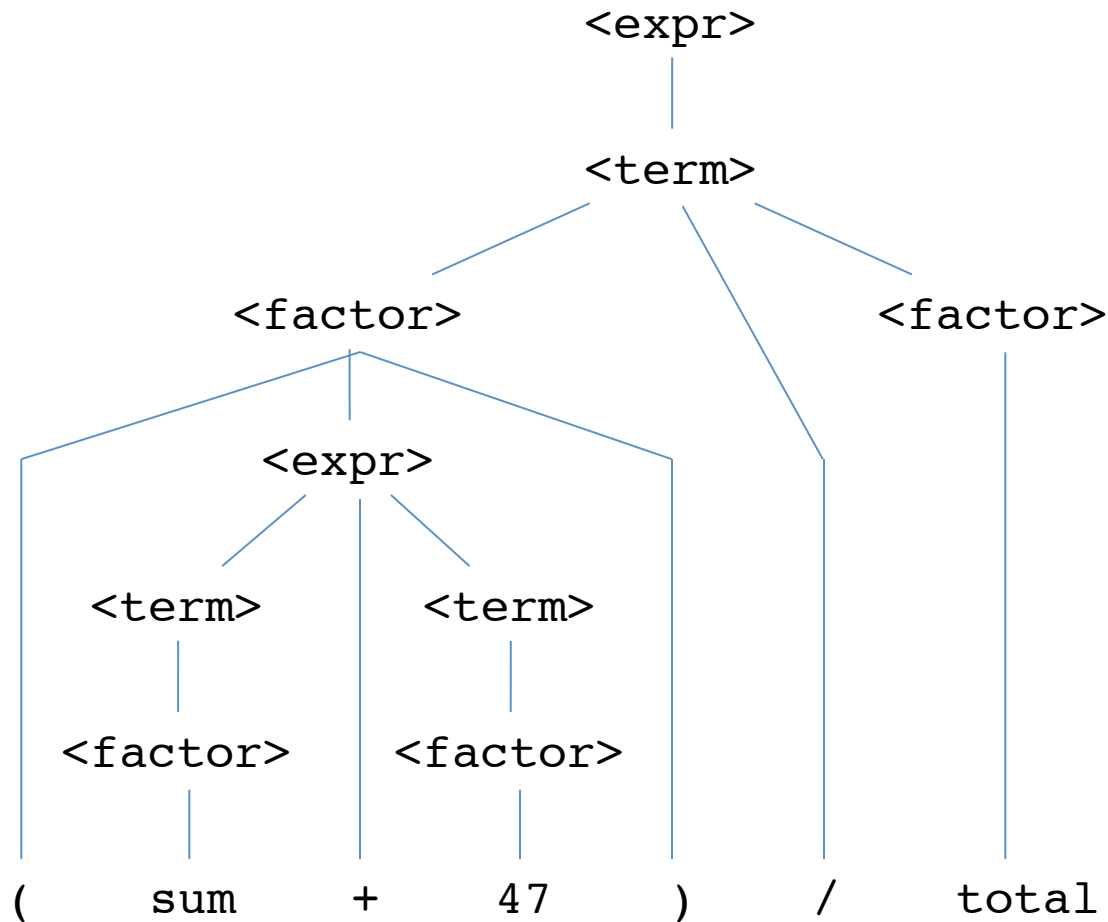 <expr>
<term>
<factor> <factor>
<expr>
<term> <term>
<factor> <factor>
( sum + 47 ) / total